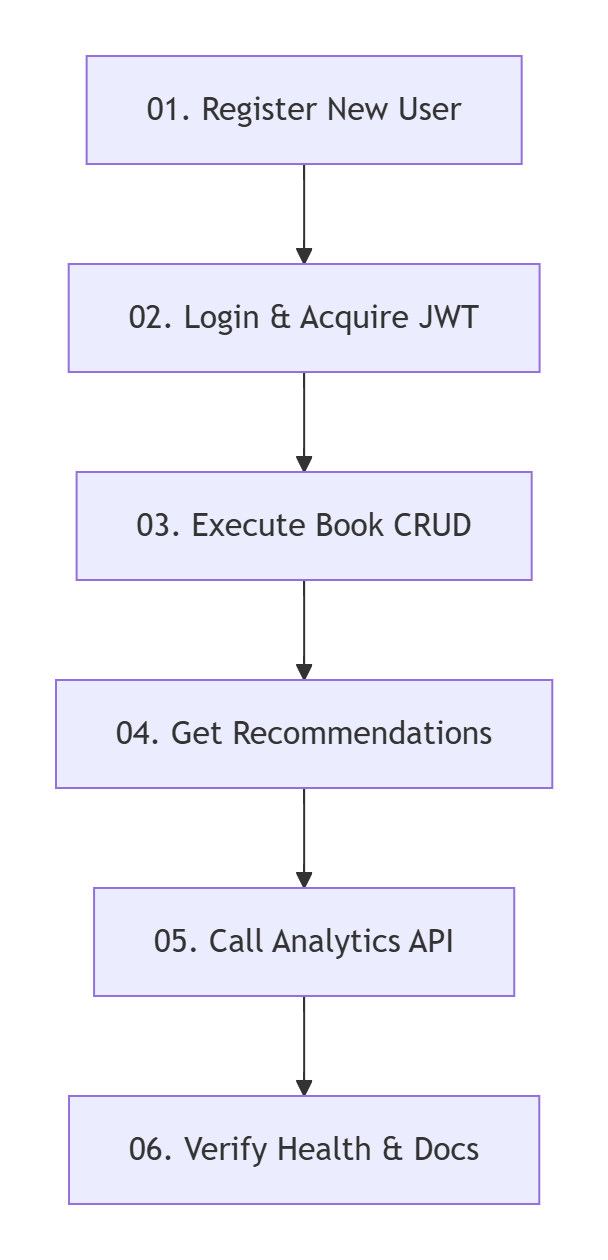 01. Register New User
02. Login & Acquire JWT
03. Execute Book CRUD
04. Get Recommendations
05. Call Analytics API
06. Verify Health & Docs